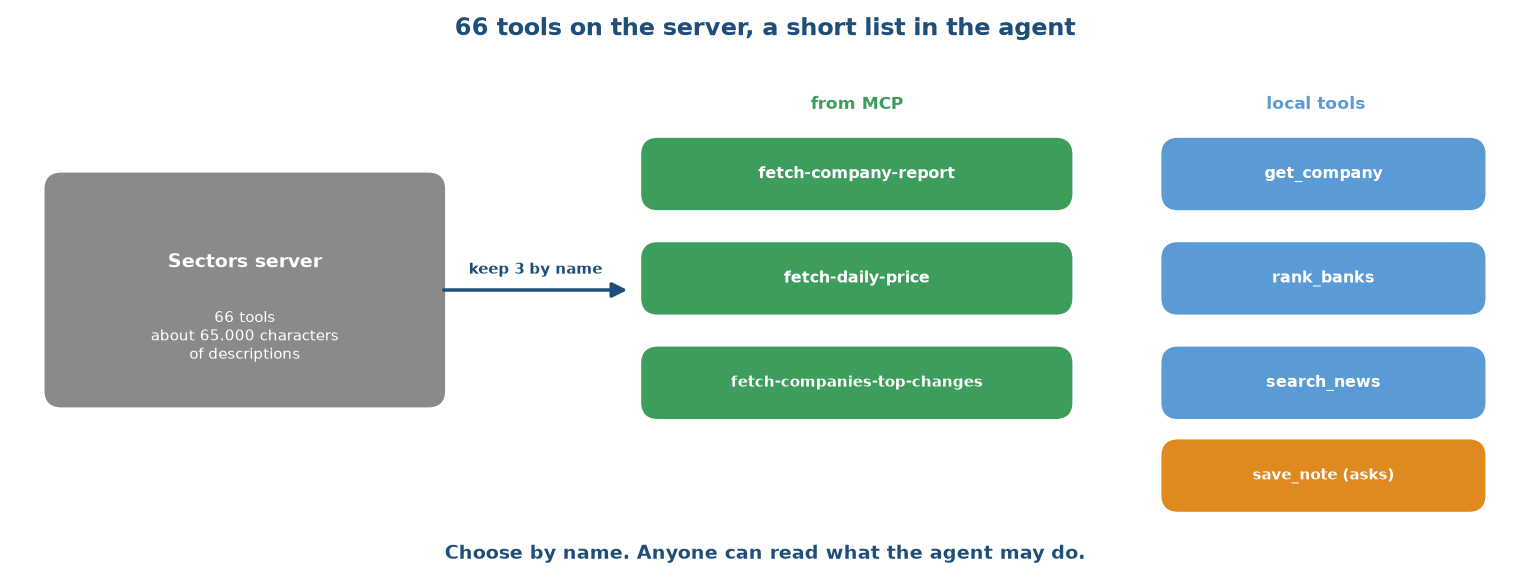 66 tools on the server, a short list in the agent
from MCP
local tools
fetch-company-report
get_company
Sectors server
66 tools
about 65.000 characters
of descriptions
keep 3 by name
fetch-daily-price
rank_banks
fetch-companies-top-changes
search_news
save_note (asks)
Choose by name. Anyone can read what the agent may do.